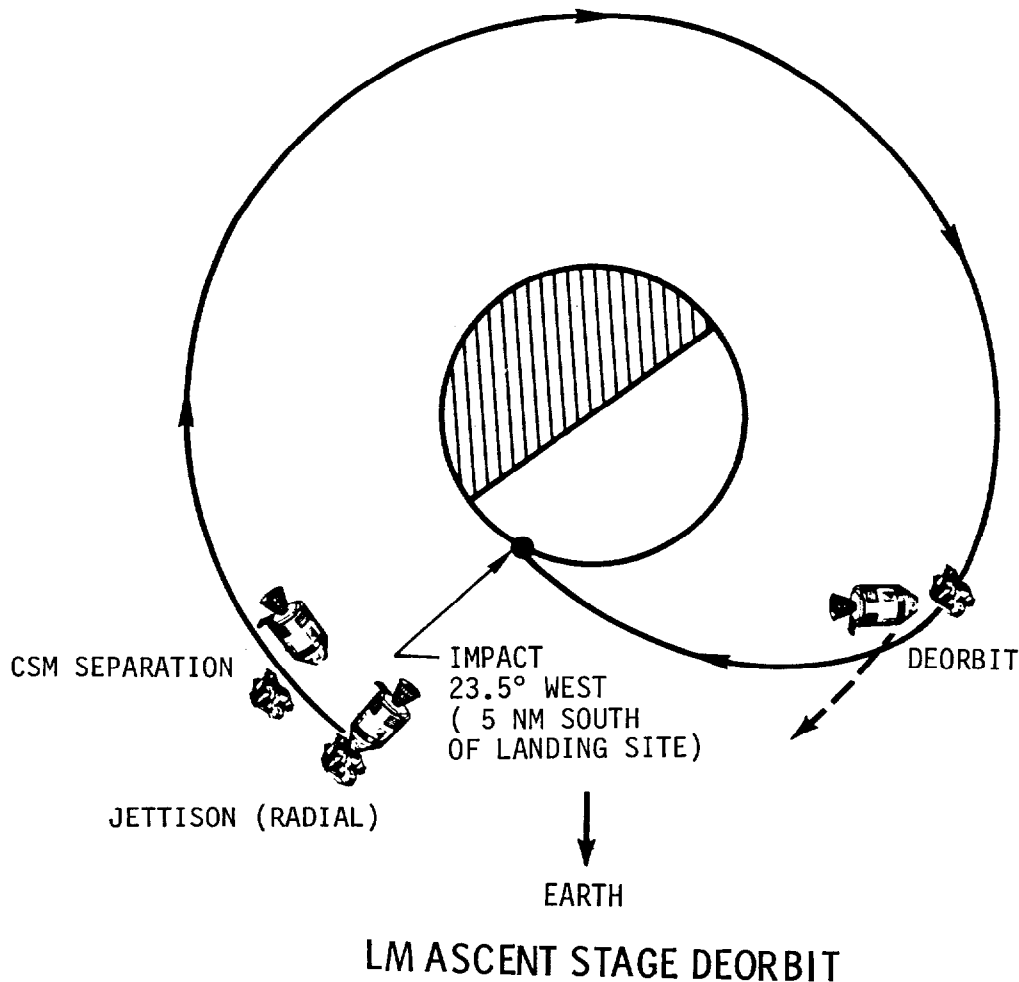 CSM SEPARATION
JETTISON (RADIAL)
IMPACT
23.5° WEST
( 5 NM SOUTH
OF LANDING SITE)
DEORBIT
EARTH
LM ASCENT STAGE DEORBIT